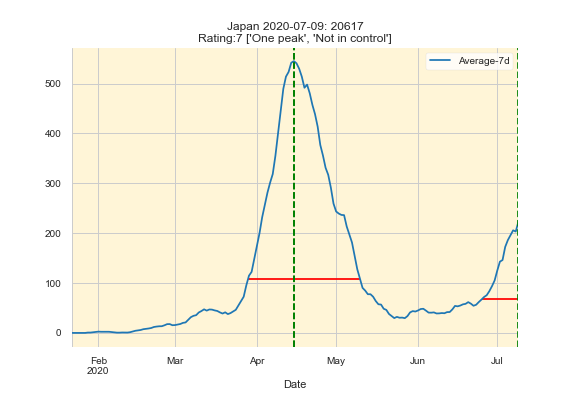 Japan 2020-07-09: 20617
Rating:7 ['One peak', 'Not in control']
Average-7d
500
400
300
200
100
0
Feb
2020
Mar
Apr
May
Jun
Jul
Date